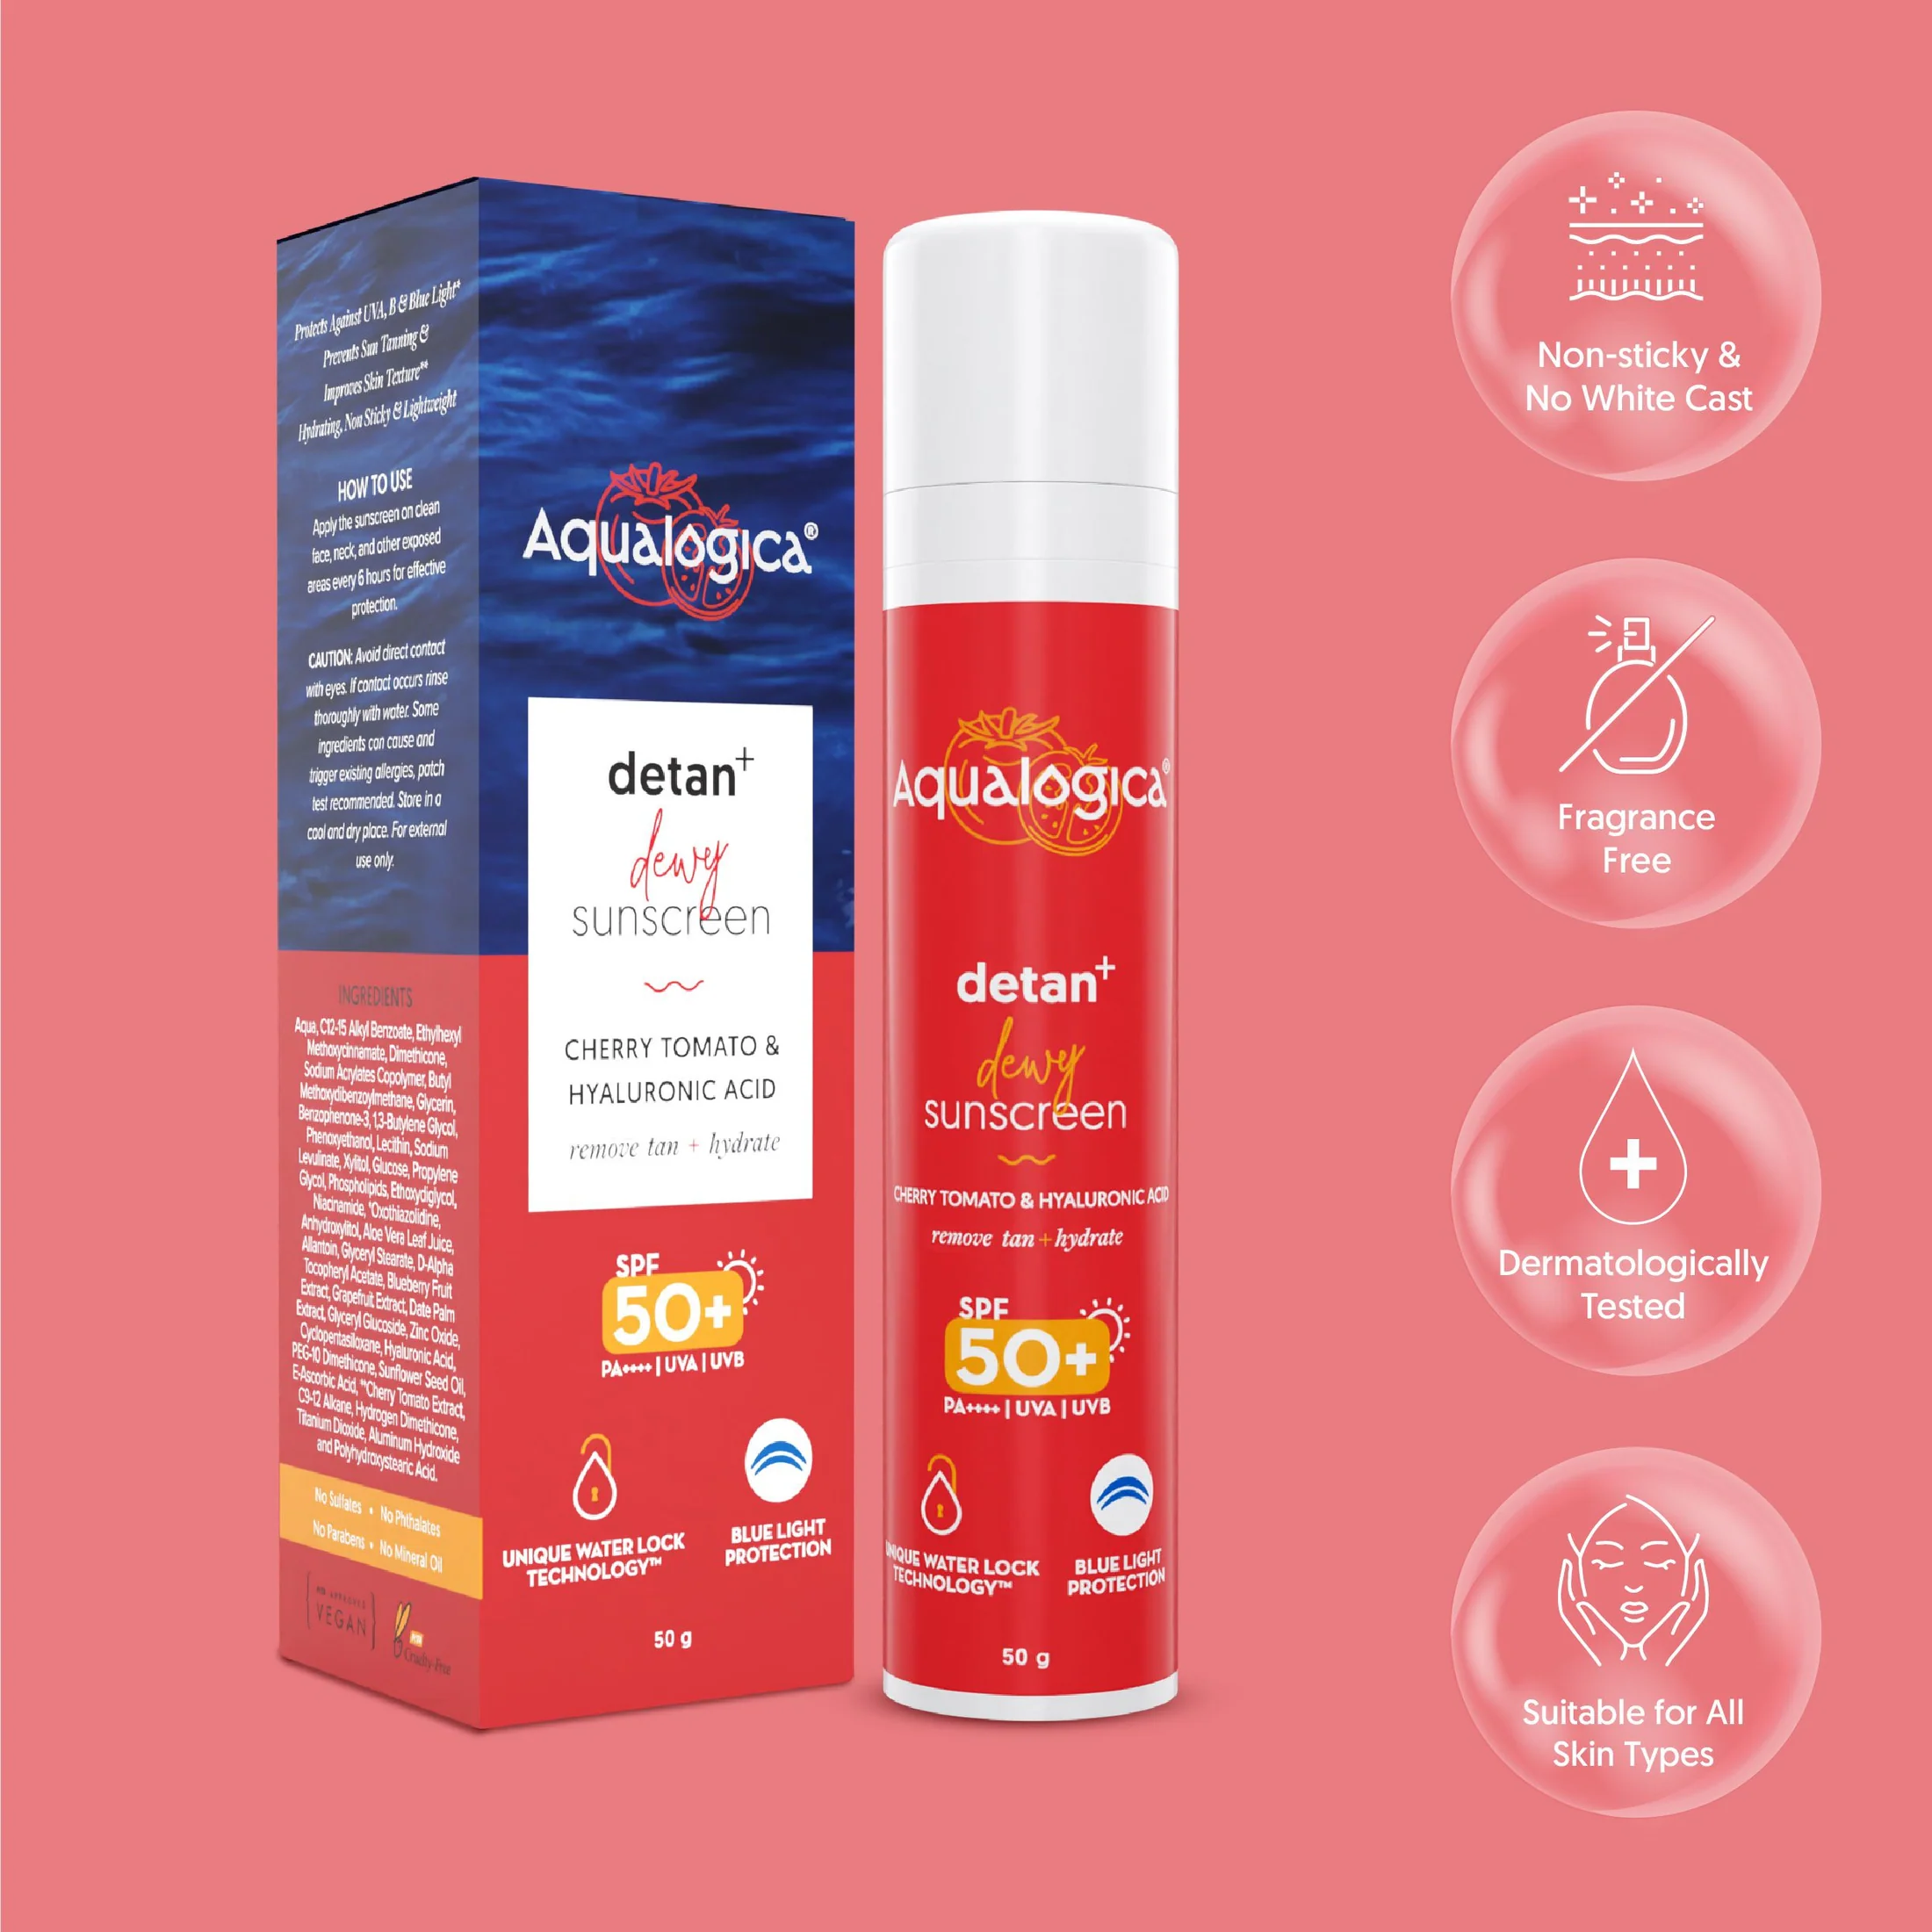 Protects Against UVA, B & Blue Light*
Prevents Sun Tanning &
Improves Skin Texture**
Hydrating, Non Sticky & Lightweight
HOW TO USE
Apply the sunscreen on clean
face, neck, and other exposed
areas every 6 hours for effective
protection.
CAUTION: Avoid direct contact
with eyes. If contact occurs rinse
thoroughly with water. Some
ingredients can cause and
trigger existing allergies, patch
test recommended. Store in a
cool and dry place. For external
use only.
INGREDIENTS
Aqua, C12-15 Alkyl Benzoate, Ethylhexyl
Methoxycinnamate, Dimethicone,
Sodium Acrylates Copolymer, Butyl
Methoxydibenzoylmethane, Glycerin,
Benzophenone-3, 1,3-Butylene Glycol,
Phenoxyethanol, Lecithin, Sodium
Levulinate, Xylitol, Glucose, Propylene
Glycol, Phospholipids, Ethoxydiglycol,
Niacinamide, *Oxothiazolidine,
Anhydroxylitol, Aloe Vera Leaf Juice,
Allantoin, Glyceryl Stearate, D-Alpha
Tocopheryl Acetate, Blueberry Fruit
Extract, Grapefruit Extract, Date Palm
Extract, Glyceryl Glucoside, Zinc Oxide,
Cyclopentasiloxane, Hyaluronic Acid,
PEG-10 Dimethicone, Sunflower Seed Oil,
E-Ascorbic Acid, **Cherry Tomato Extract,
C9-12 Alkane, Hydrogen Dimethicone,
Titanium Dioxide, Aluminum Hydroxide
and Polyhydroxystearic Acid.
No Sulfates • No Phthalates
No Parabens • No Mineral Oil
VEGAN
Cruelty-Free
Aqualogica®
detan+
dewy
sunscreen
CHERRY TOMATO &
HYALURONIC ACID
remove tan + hydrate
SPF
50+
PA++++ | UVA | UVB
UNIQUE WATER LOCK
TECHNOLOGY™
BLUE LIGHT
PROTECTION
50 g
Aqualogica®
detan+
dewy
sunscreen
CHERRY TOMATO & HYALURONIC ACID
remove tan + hydrate
SPF
50+
PA++++ | UVA | UVB
UNIQUE WATER LOCK
TECHNOLOGY™
BLUE LIGHT
PROTECTION
50 g
Non-sticky &
No White Cast
Fragrance
Free
Dermatologically
Tested
Suitable for All
Skin Types